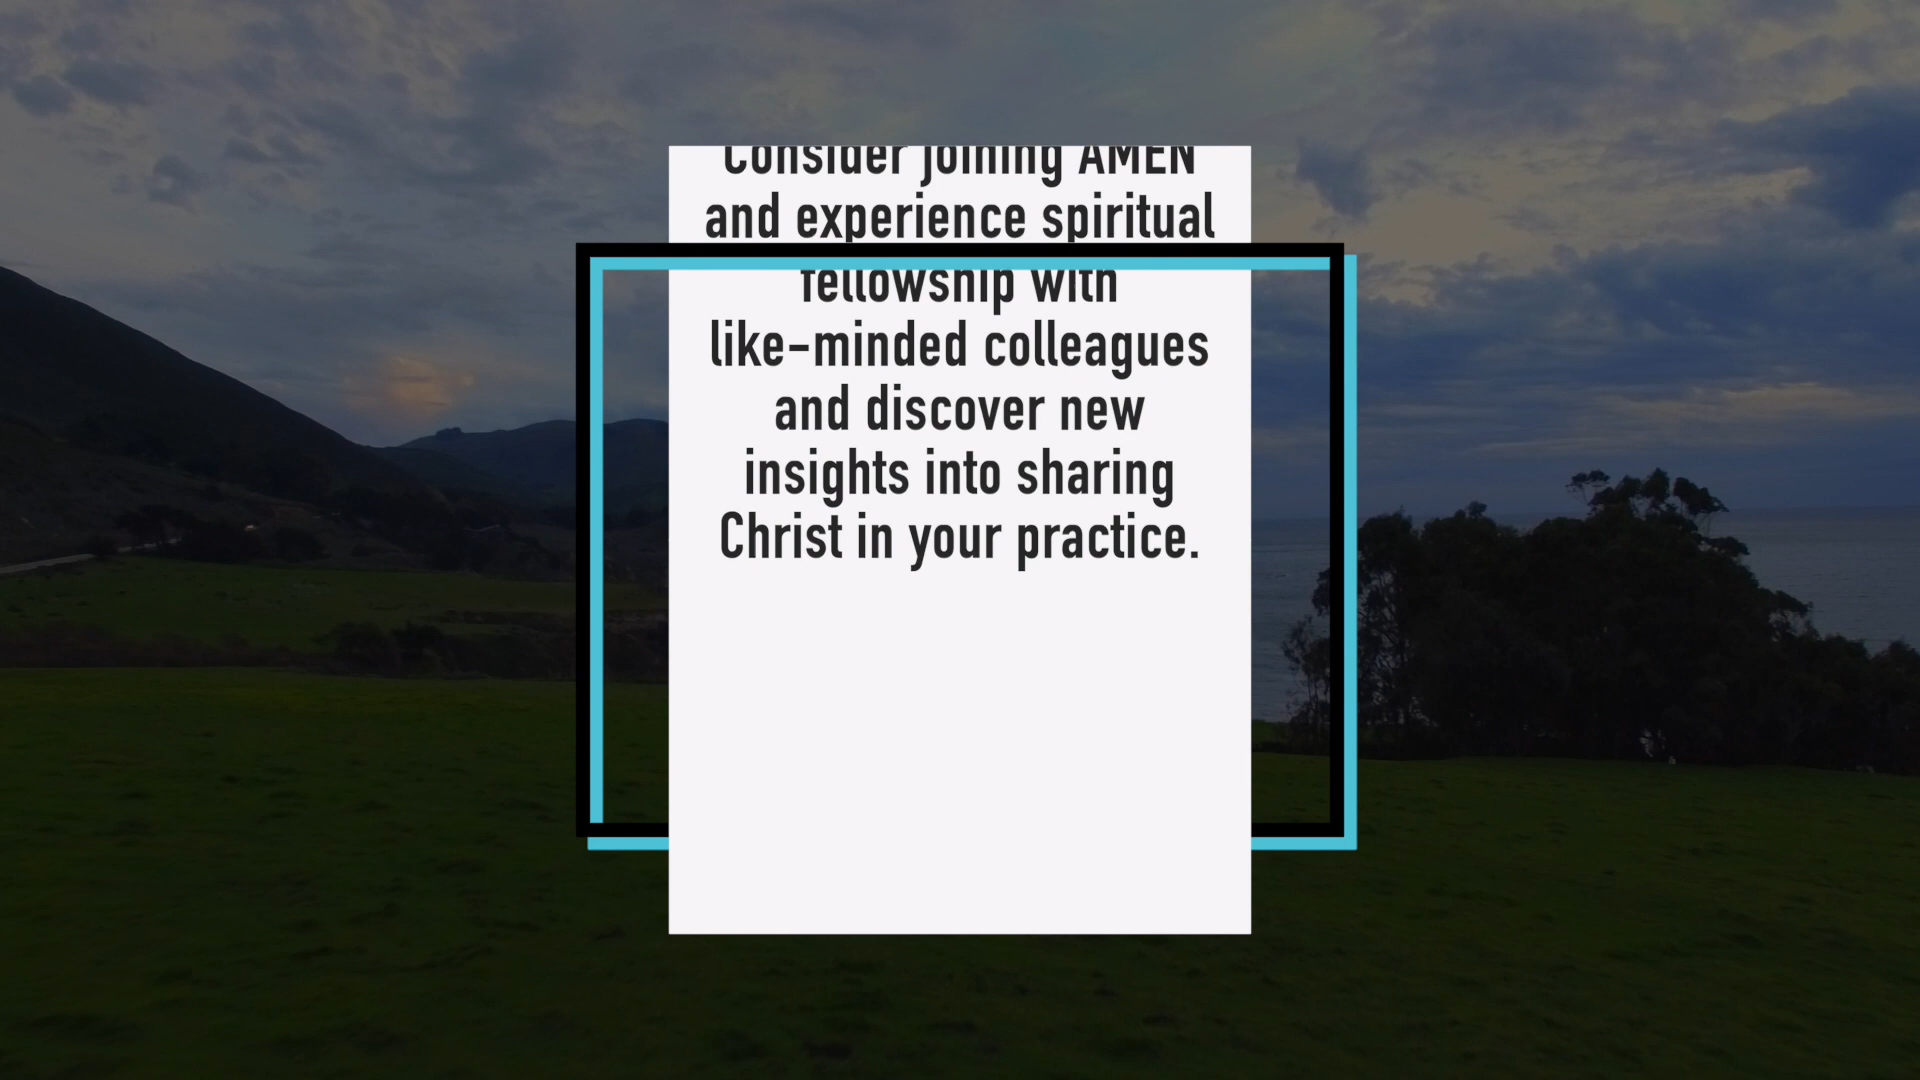 Consider joining AMEN
and experience spiritual
fellowship with
like-minded colleagues
and discover new
insights into sharing
Christ in your practice.